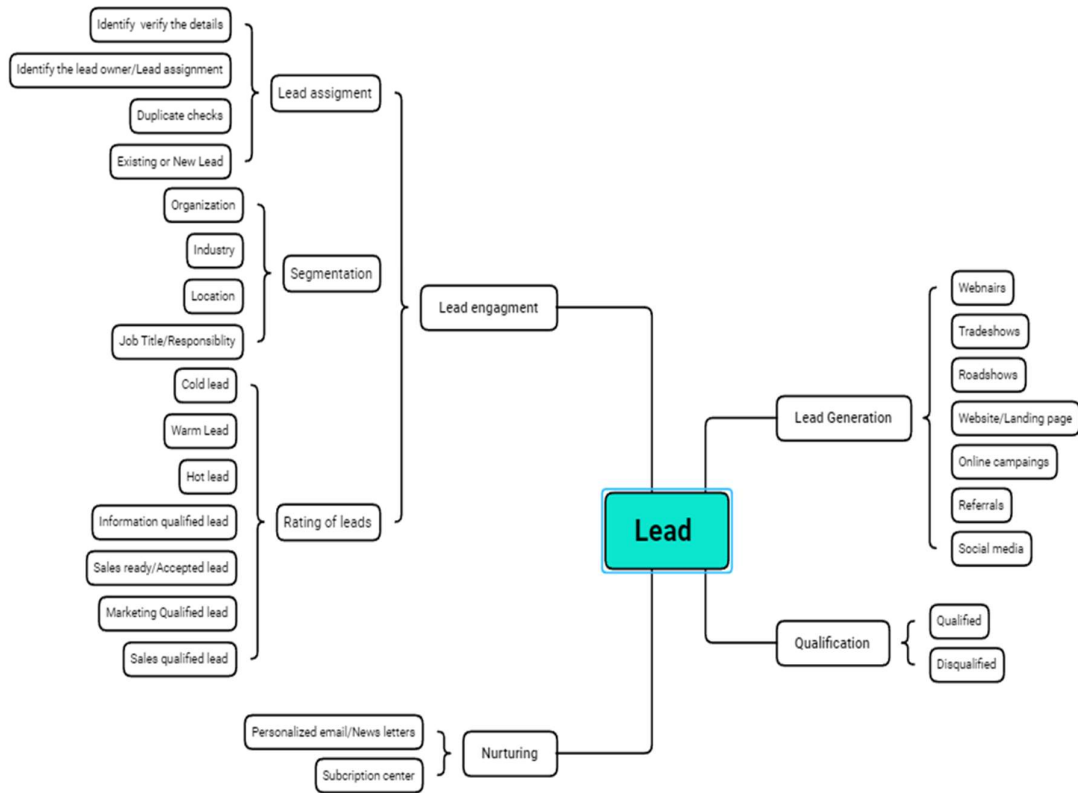 Identify  verify the details
Identify the lead owner/Lead assignment
Duplicate checks
Existing or New Lead
Lead assigment
Organization
Industry
Location
Job Title/Responsiblity
Segmentation
Cold lead
Warm Lead
Hot lead
Information qualified lead
Sales ready/Accepted lead
Marketing Qualified lead
Sales qualified lead
Rating of leads
Lead engagment
Personalized email/News letters
Subcription center
Nurturing
Lead
Lead Generation
Webnairs
Tradeshows
Roadshows
Website/Landing page
Online campaings
Referrals
Social media
Qualification
Qualified
Disqualified